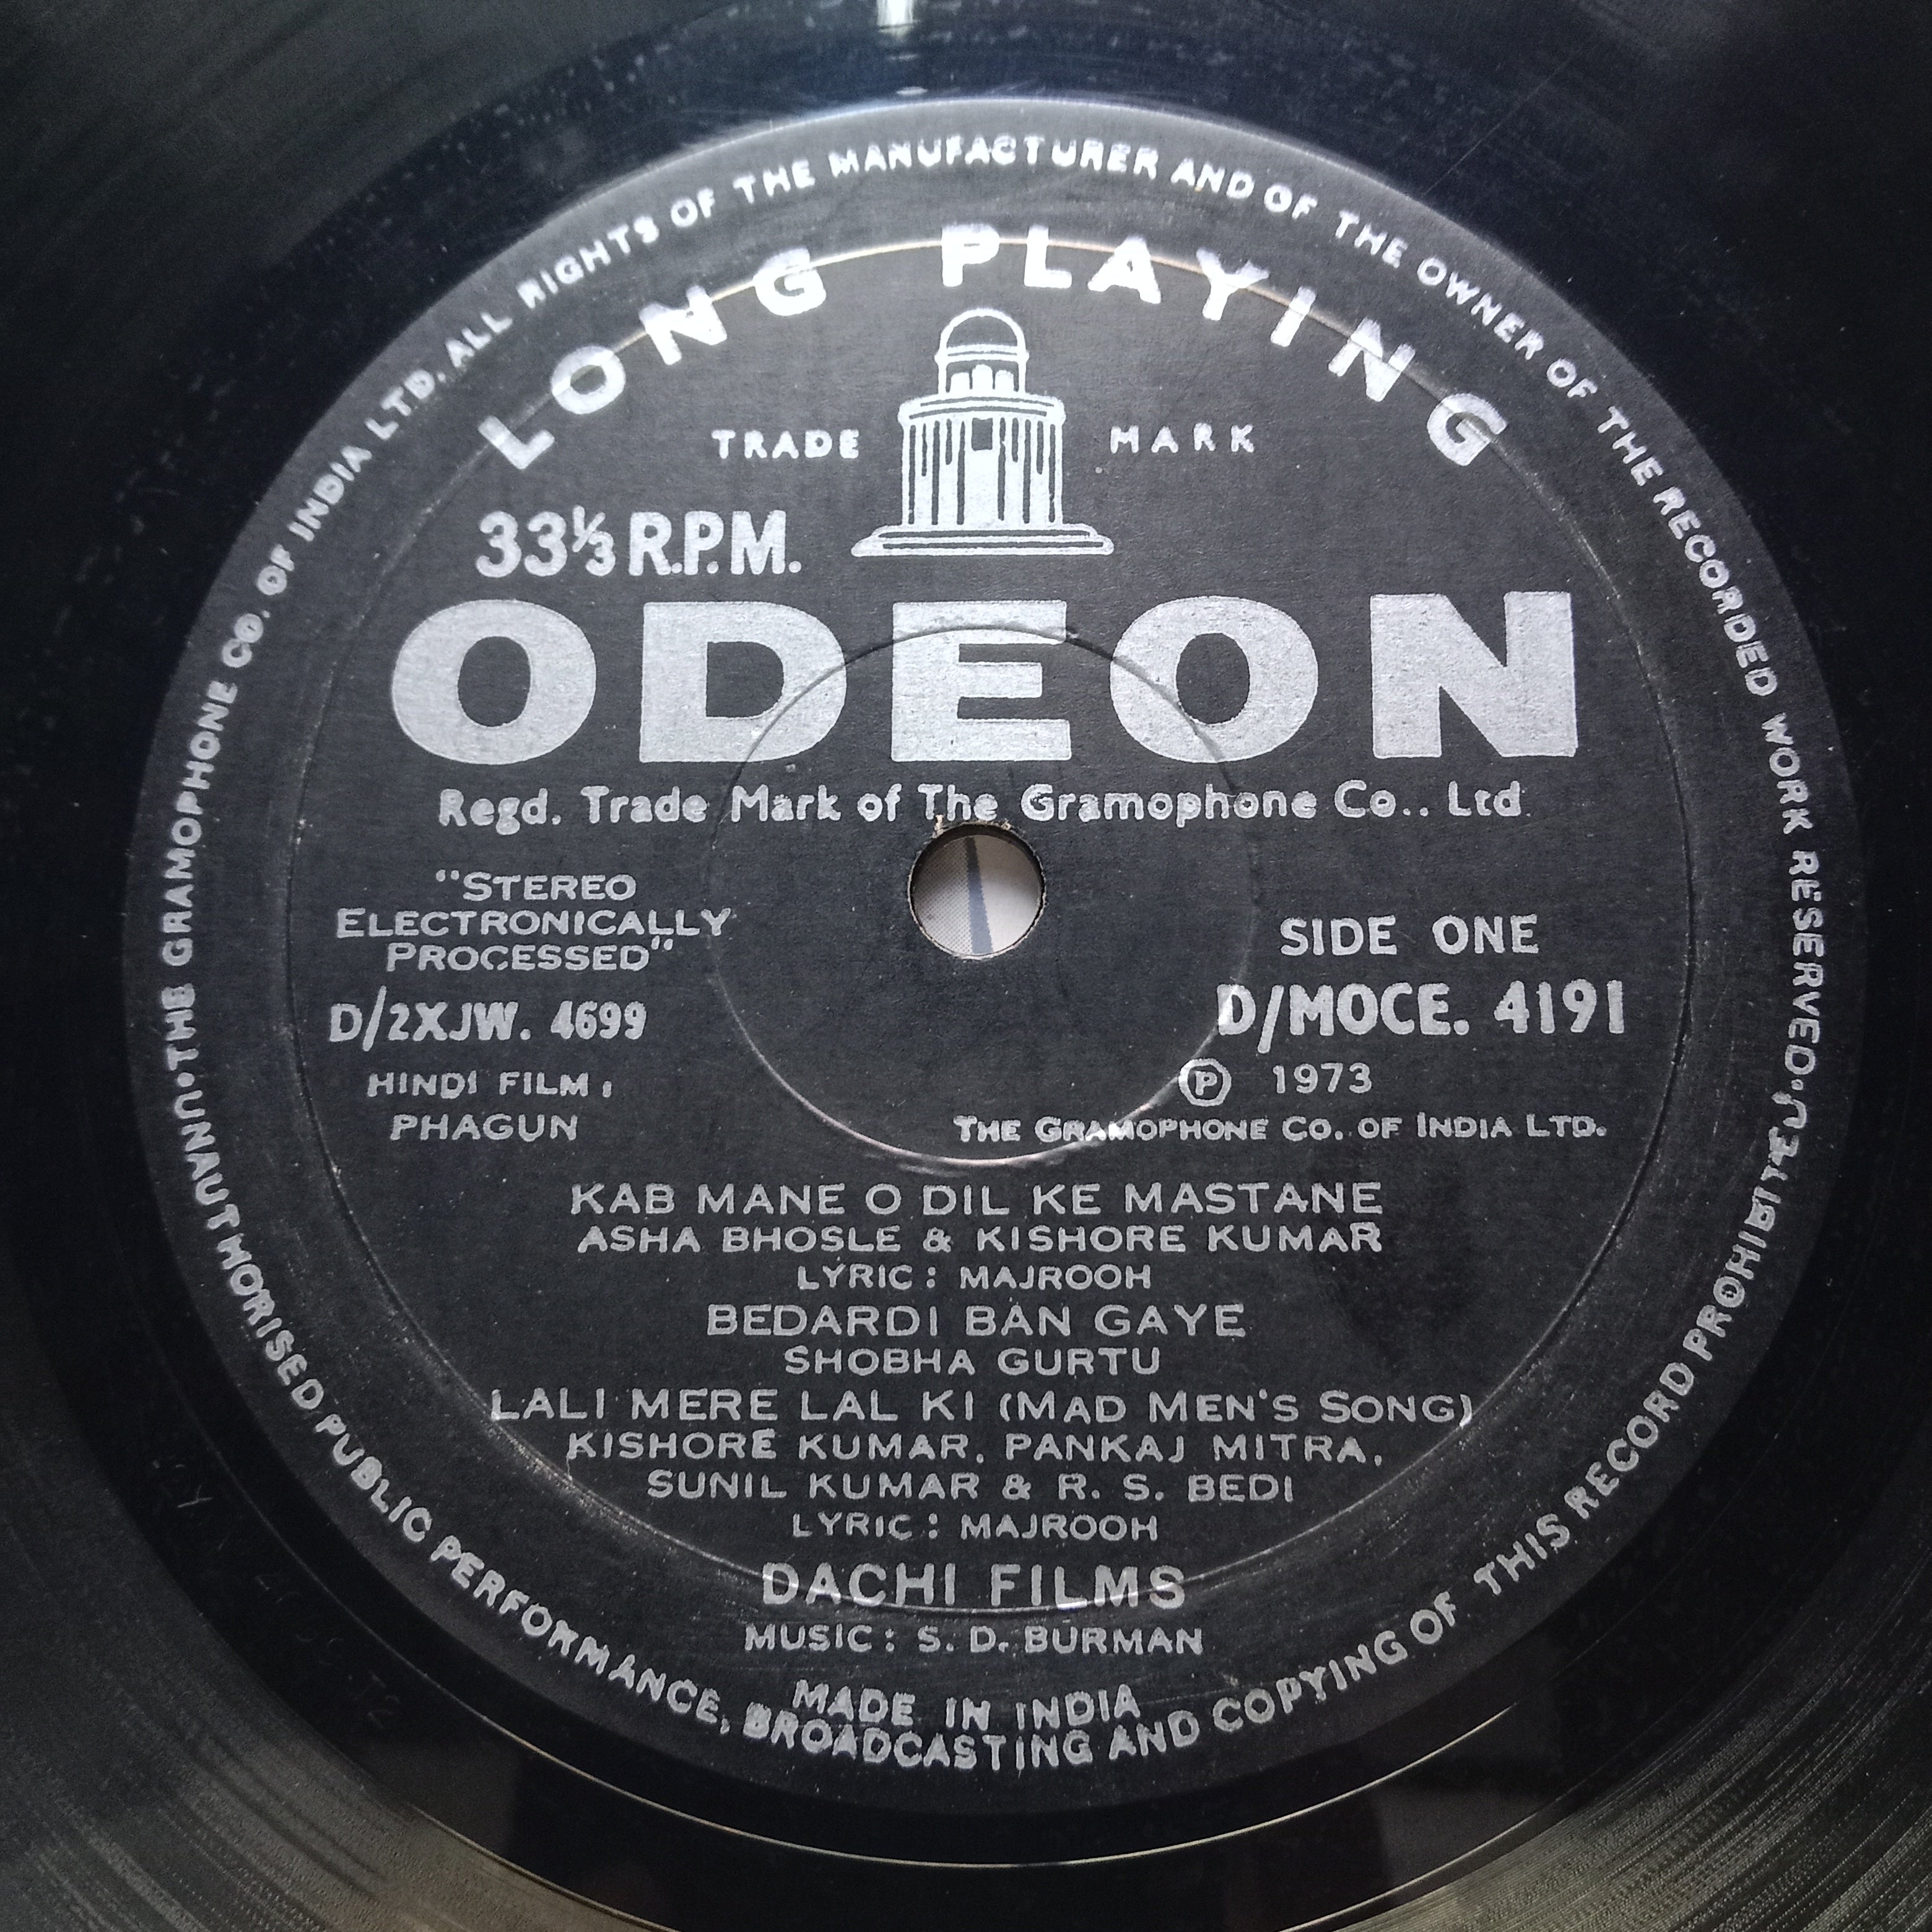 THE GRAMOPHONE CO. OF INDIA LTD. ALL RIGHTS OF THE MANUFACTURER AND OF THE OWNER OF THE RECORDED WORK RESERVED.
LONG PLAYING
TRADE MARK
33⅓ R.P.M.
ODEON
Regd. Trade Mark of The Gramophone Co.. Ltd.
"STEREO
ELECTRONICALLY
PROCESSED"
D/2XJW. 4699
HINDI FILM :
PHAGUN
SIDE ONE
D/MOCE. 4191
Ⓟ 1973
THE GRAMOPHONE CO. OF INDIA LTD.
KAB MANE O DIL KE MASTANE
ASHA BHOSLE & KISHORE KUMAR
LYRIC : MAJROOH
BEDARDI BAN GAYE
SHOBHA GURTU
LALI MERE LAL KI (MAD MEN'S SONG)
KISHORE KUMAR, PANKAJ MITRA,
SUNIL KUMAR & R. S. BEDI
LYRIC : MAJROOH
DACHI FILMS
MUSIC : S. D. BURMAN
MADE IN INDIA
UNAUTHORISED PUBLIC PERFORMANCE, BROADCASTING AND COPYING OF THIS RECORD PROHIBITED